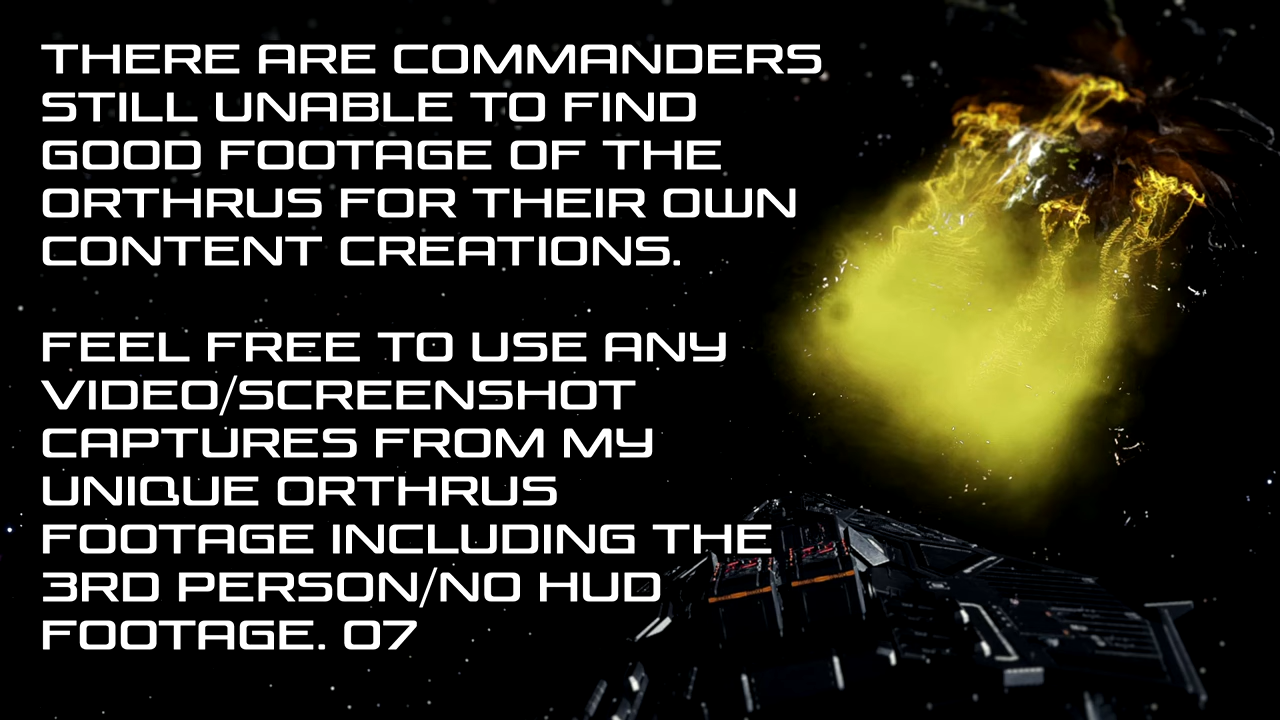 THERE ARE COMMANDERS
STILL UNABLE TO FIND
GOOD FOOTAGE OF THE
ORTHRUS FOR THEIR OWN
CONTENT CREATIONS.
FEEL FREE TO USE ANY
VIDEO/SCREENSHOT
CAPTURES FROM MY
UNIQUE ORTHRUS
FOOTAGE INCLUDING THE
3RD PERSON/NO HUD
FOOTAGE. O7